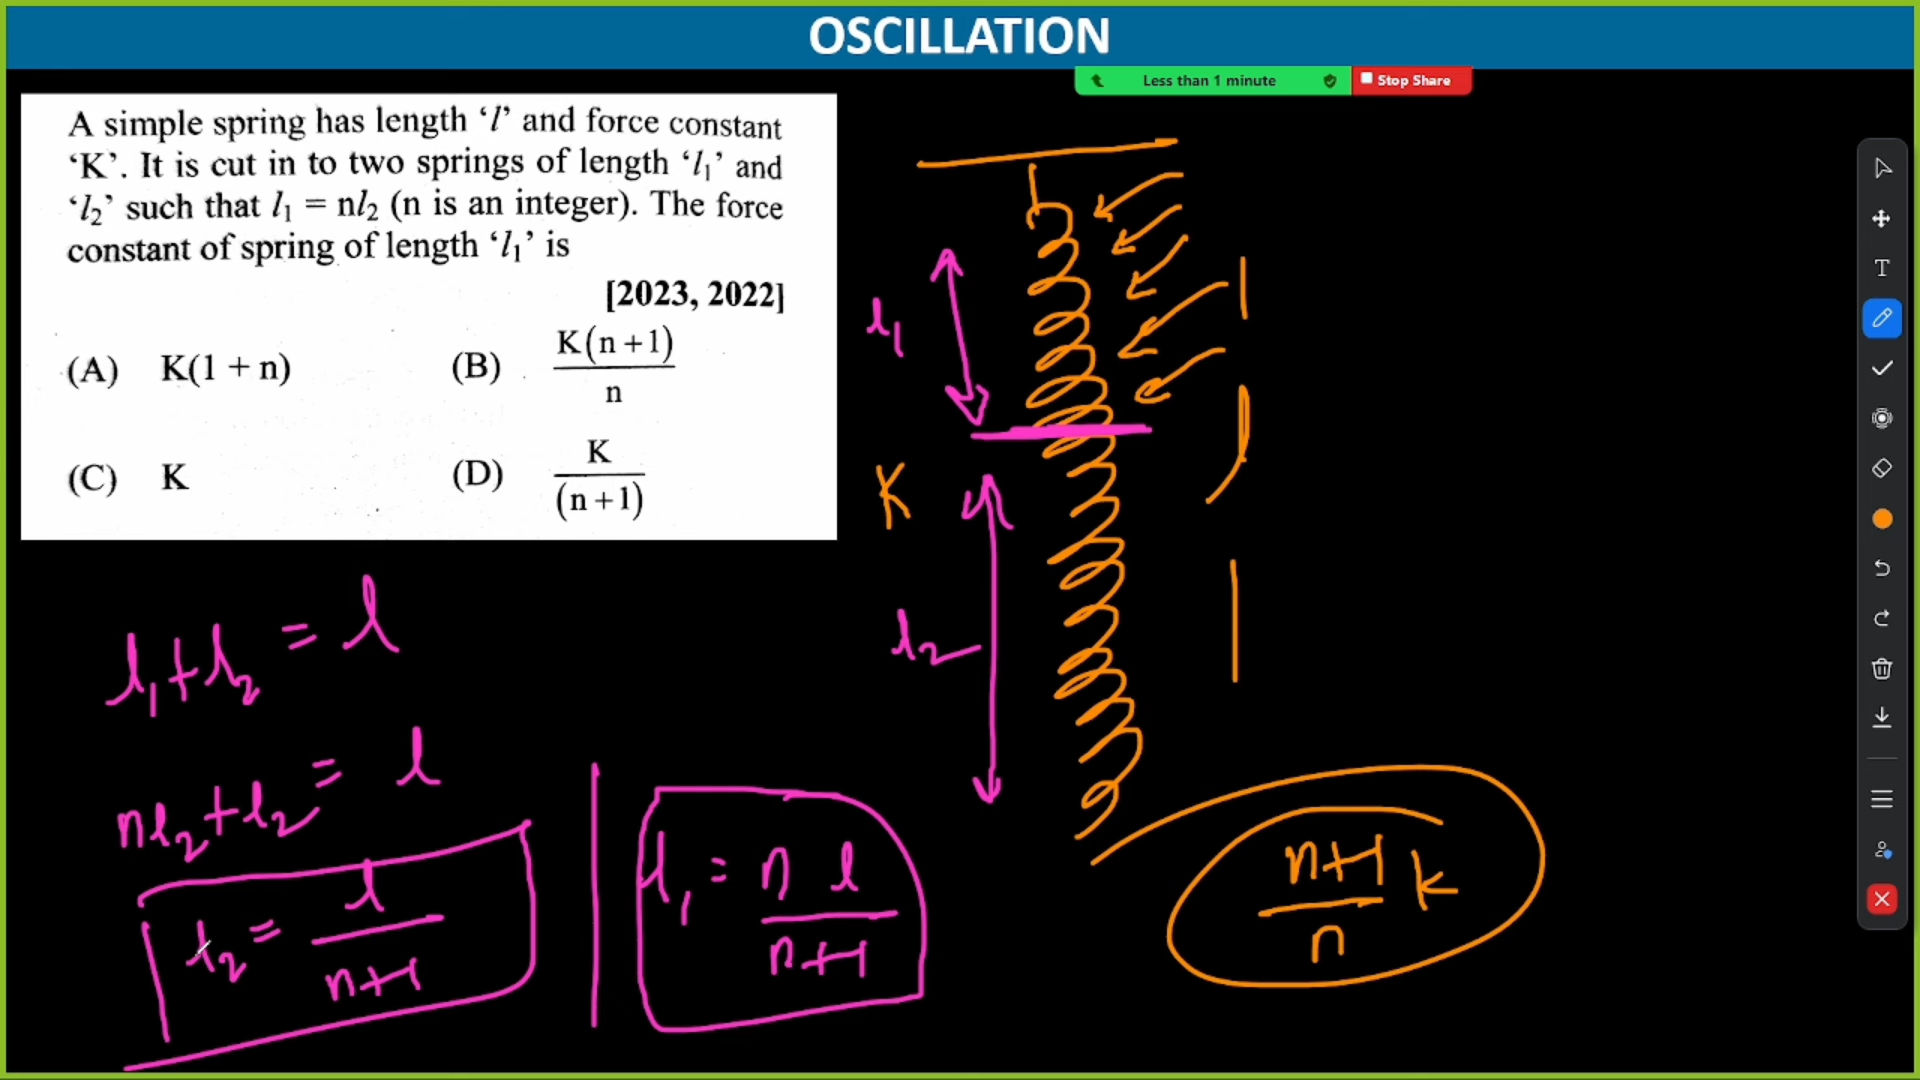 OSCILLATION
Less than 1 minute
Stop Share
A simple spring has length ‘l’ and force constant
‘K’. It is cut in to two springs of length ‘l₁’ and
‘l₂’ such that l₁ = nl₂ (n is an integer). The force
constant of spring of length ‘l₁’ is
[2023, 2022]
(A) K(1 + n)
(B) K(n+1)/n
(C) K
(D) K/(n+1)
l₁
K
l₂
l₁+l₂ = l
nl₂+l₂ = l
l₂ = l/(n+1)
l₁ = n l/(n+1)
(n+1)/n k
T